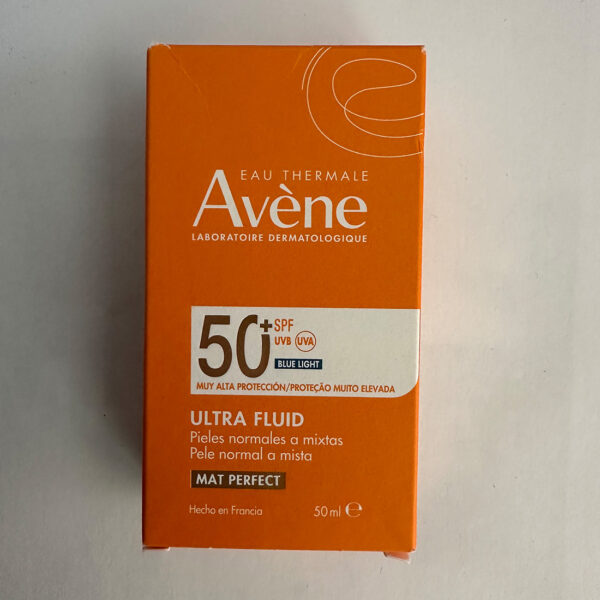 EAU THERMALE
Avène
LABORATOIRE DERMATOLOGIQUE
50+ SPF
UVB UVA
BLUE LIGHT
MUY ALTA PROTECCIÓN/PROTEÇÃO MUITO ELEVADA
ULTRA FLUID
Pieles normales a mixtas
Pele normal a mista
MAT PERFECT
Hecho en Francia 50 ml ℮